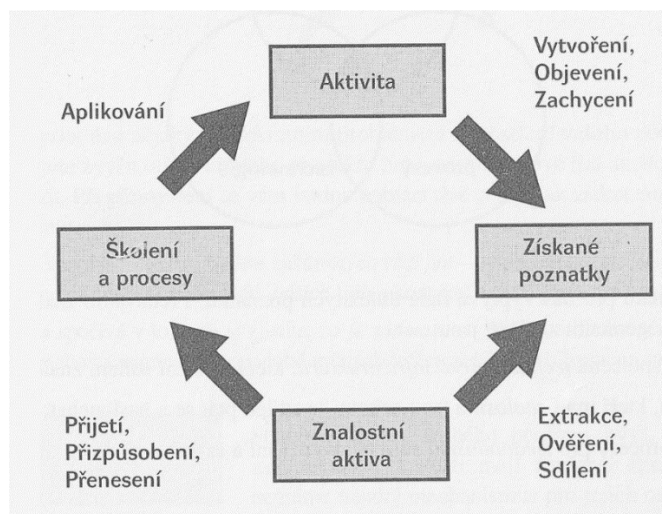 Vytvoření,
Objevení,
Zachycení
Aktivita
Aplikování
Školení
a procesy
Získané
poznatky
Přijetí,
Přizpůsobení,
Přenesení
Znalostní
aktiva
Extrakce,
Ověření,
Sdílení